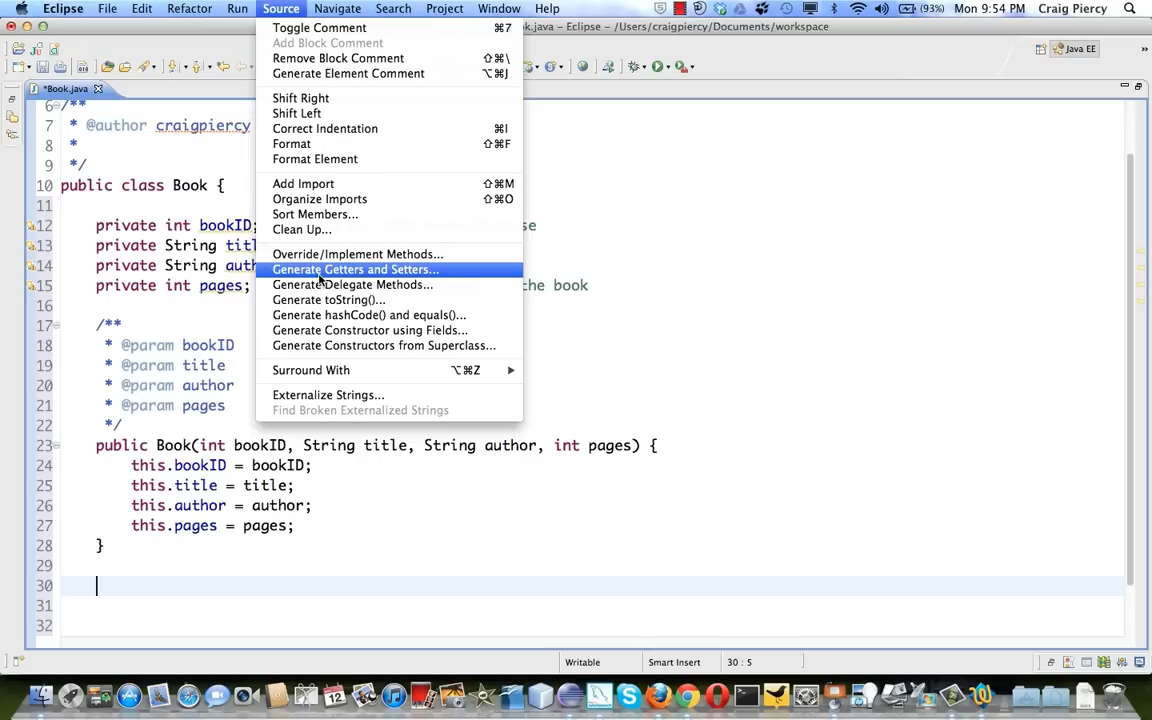 Eclipse File Edit Refactor Run Source Navigate Search Project Window Help (93%) Mon 9:54 PM Craig Piercy
ok.java – Eclipse – /Users/craigpiercy/Documents/workspace
Java EE
*Book.java
6 /**
7 * @author craigpiercy
8 *
9 */
10 public class Book {
11
12 private int bookID; se
13 private String titl
14 private String auth
15 private int pages; the book
16
17 /**
18 * @param bookID
19 * @param title
20 * @param author
21 * @param pages
22 */
23 public Book(int bookID, String title, String author, int pages) {
24 this.bookID = bookID;
25 this.title = title;
26 this.author = author;
27 this.pages = pages;
28 }
29
30
31
32
Toggle Comment ⌘7
Add Block Comment
Remove Block Comment ⇧⌘\
Generate Element Comment ⌥⌘J
Shift Right
Shift Left
Correct Indentation ⌘I
Format ⇧⌘F
Format Element
Add Import ⇧⌘M
Organize Imports ⇧⌘O
Sort Members...
Clean Up...
Override/Implement Methods...
Generate Getters and Setters...
Generate Delegate Methods...
Generate toString()...
Generate hashCode() and equals()...
Generate Constructor using Fields...
Generate Constructors from Superclass...
Surround With ⌥⌘Z
Externalize Strings...
Find Broken Externalized Strings
Writable Smart Insert 30 : 5